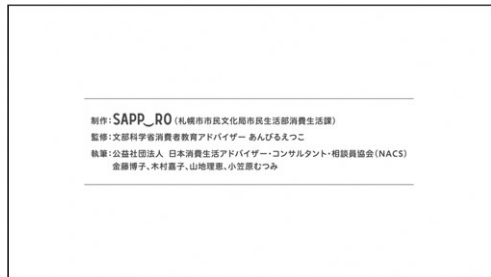 制作：SAPP‿RO（札幌市市民文化局市民生活部消費生活課）
監修：文部科学省消費者教育アドバイザー あんびるえつこ
執筆：公益社団法人 日本消費生活アドバイザー・コンサルタント・相談員協会（NACS）
金藤博子、木村嘉子、山地理恵、小笠原むつみ